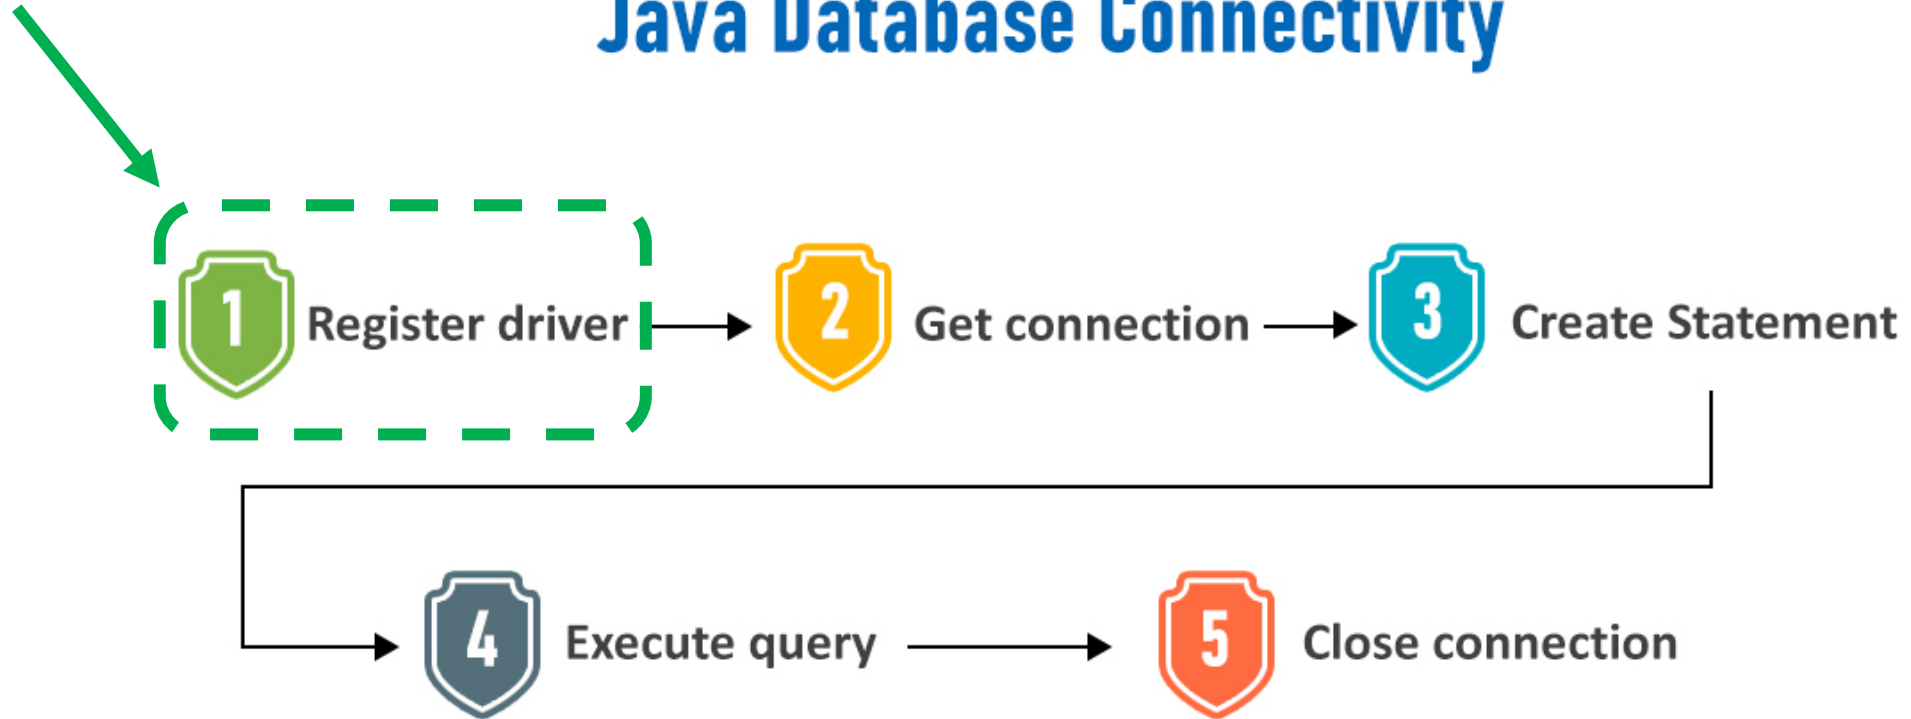 Java Database Connectivity
1 Register driver
2 Get connection
3 Create Statement
4 Execute query
5 Close connection